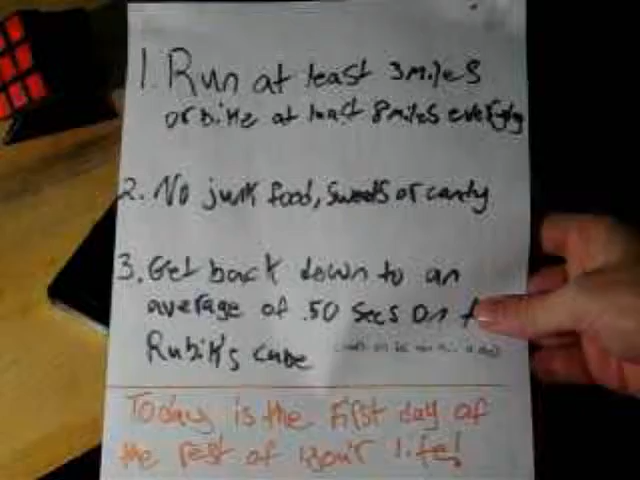 1. Run at least 3 miles
or bike at least 8 miles everyday
2. No junk food, sweets or candy
3. Get back down to an
average of .50 secs on
Rubik's cube
Today is the First day of
the rest of your life!